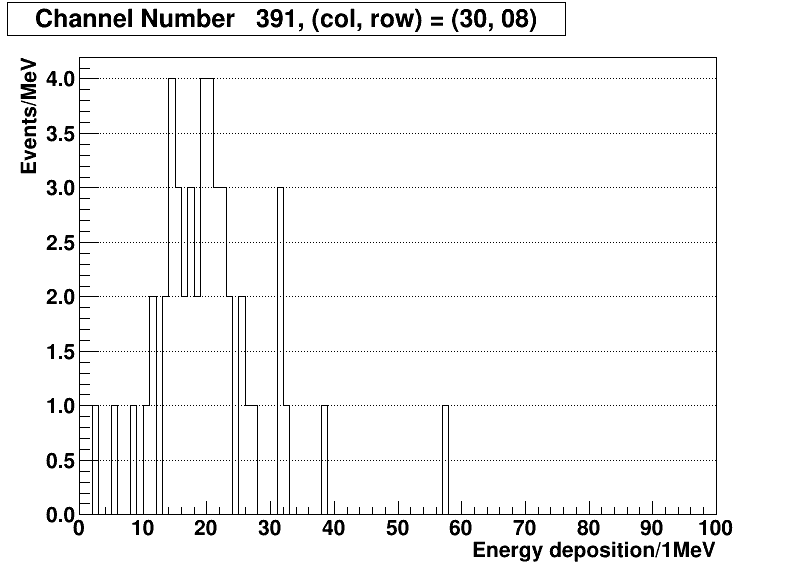 Channel Number 391, (col, row) = (30, 08)
Events/MeV
4.0
3.5
3.0
2.5
2.0
1.5
1.0
0.5
0.0
0 10 20 30 40 50 60 70 80 90 100
Energy deposition/1MeV